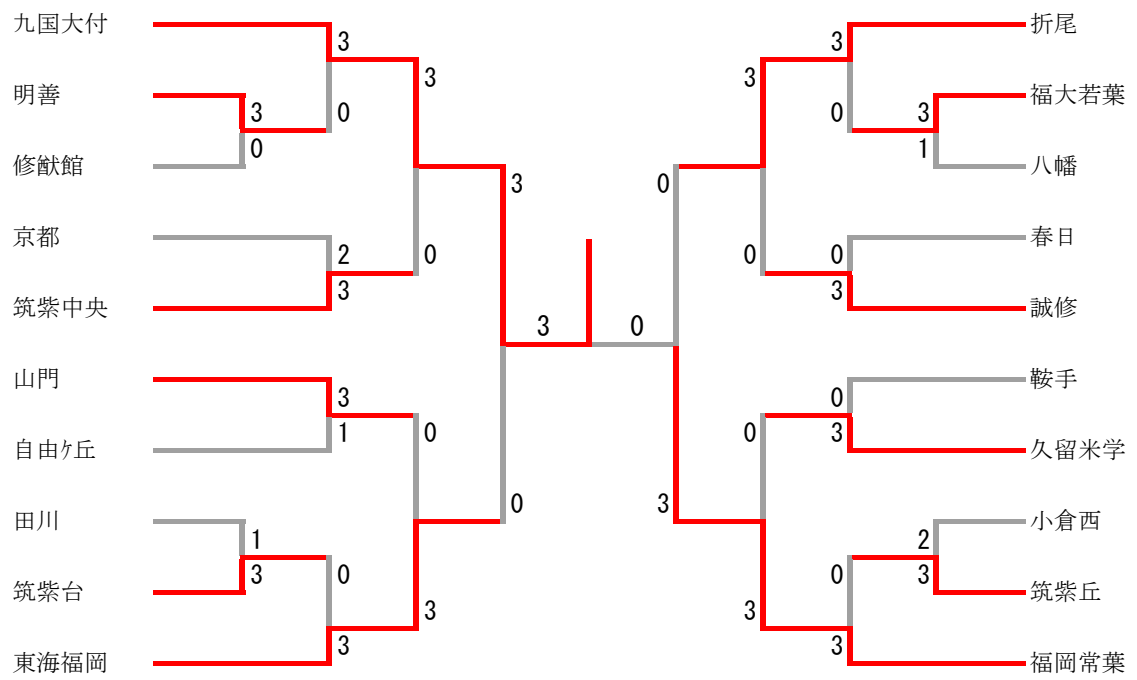 九国大付
3
3
折尾
3
3
明善
3
0
0
3
福大若葉
修猷館
0
1
八幡
3
0
京都
2
0
0
0
春日
筑紫中央
3
3
誠修
3
0
山門
3
0
鞍手
自由ｹ丘
1
0
0
3
久留米学
田川
1
0
3
2
小倉西
筑紫台
3
0
0
3
筑紫丘
3
3
東海福岡
3
3
福岡常葉